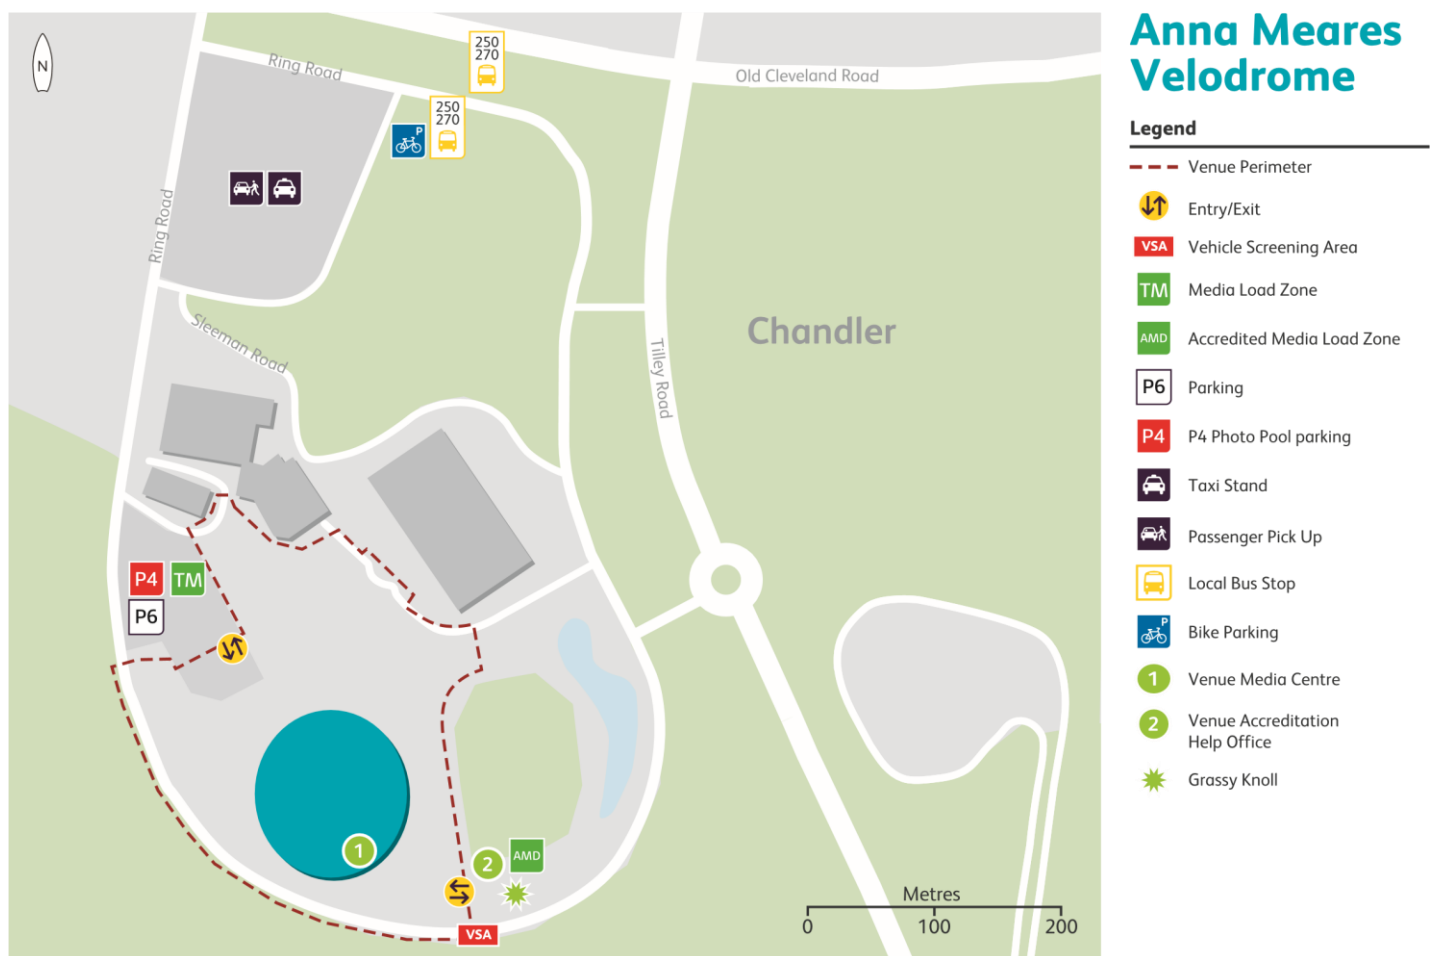 Anna Meares
Velodrome
Legend
Venue Perimeter
Entry/Exit
VSA Vehicle Screening Area
TM Media Load Zone
AMD Accredited Media Load Zone
P6 Parking
P4 P4 Photo Pool parking
Taxi Stand
Passenger Pick Up
Local Bus Stop
P Bike Parking
1 Venue Media Centre
2 Venue Accreditation
Help Office
Grassy Knoll
N
Ring Road
250
270
Old Cleveland Road
250
270
P
Ring Road
Sleeman Road
Chandler
Tilley Road
P4 TM
P6
1
2 AMD
VSA
Metres
0 100 200